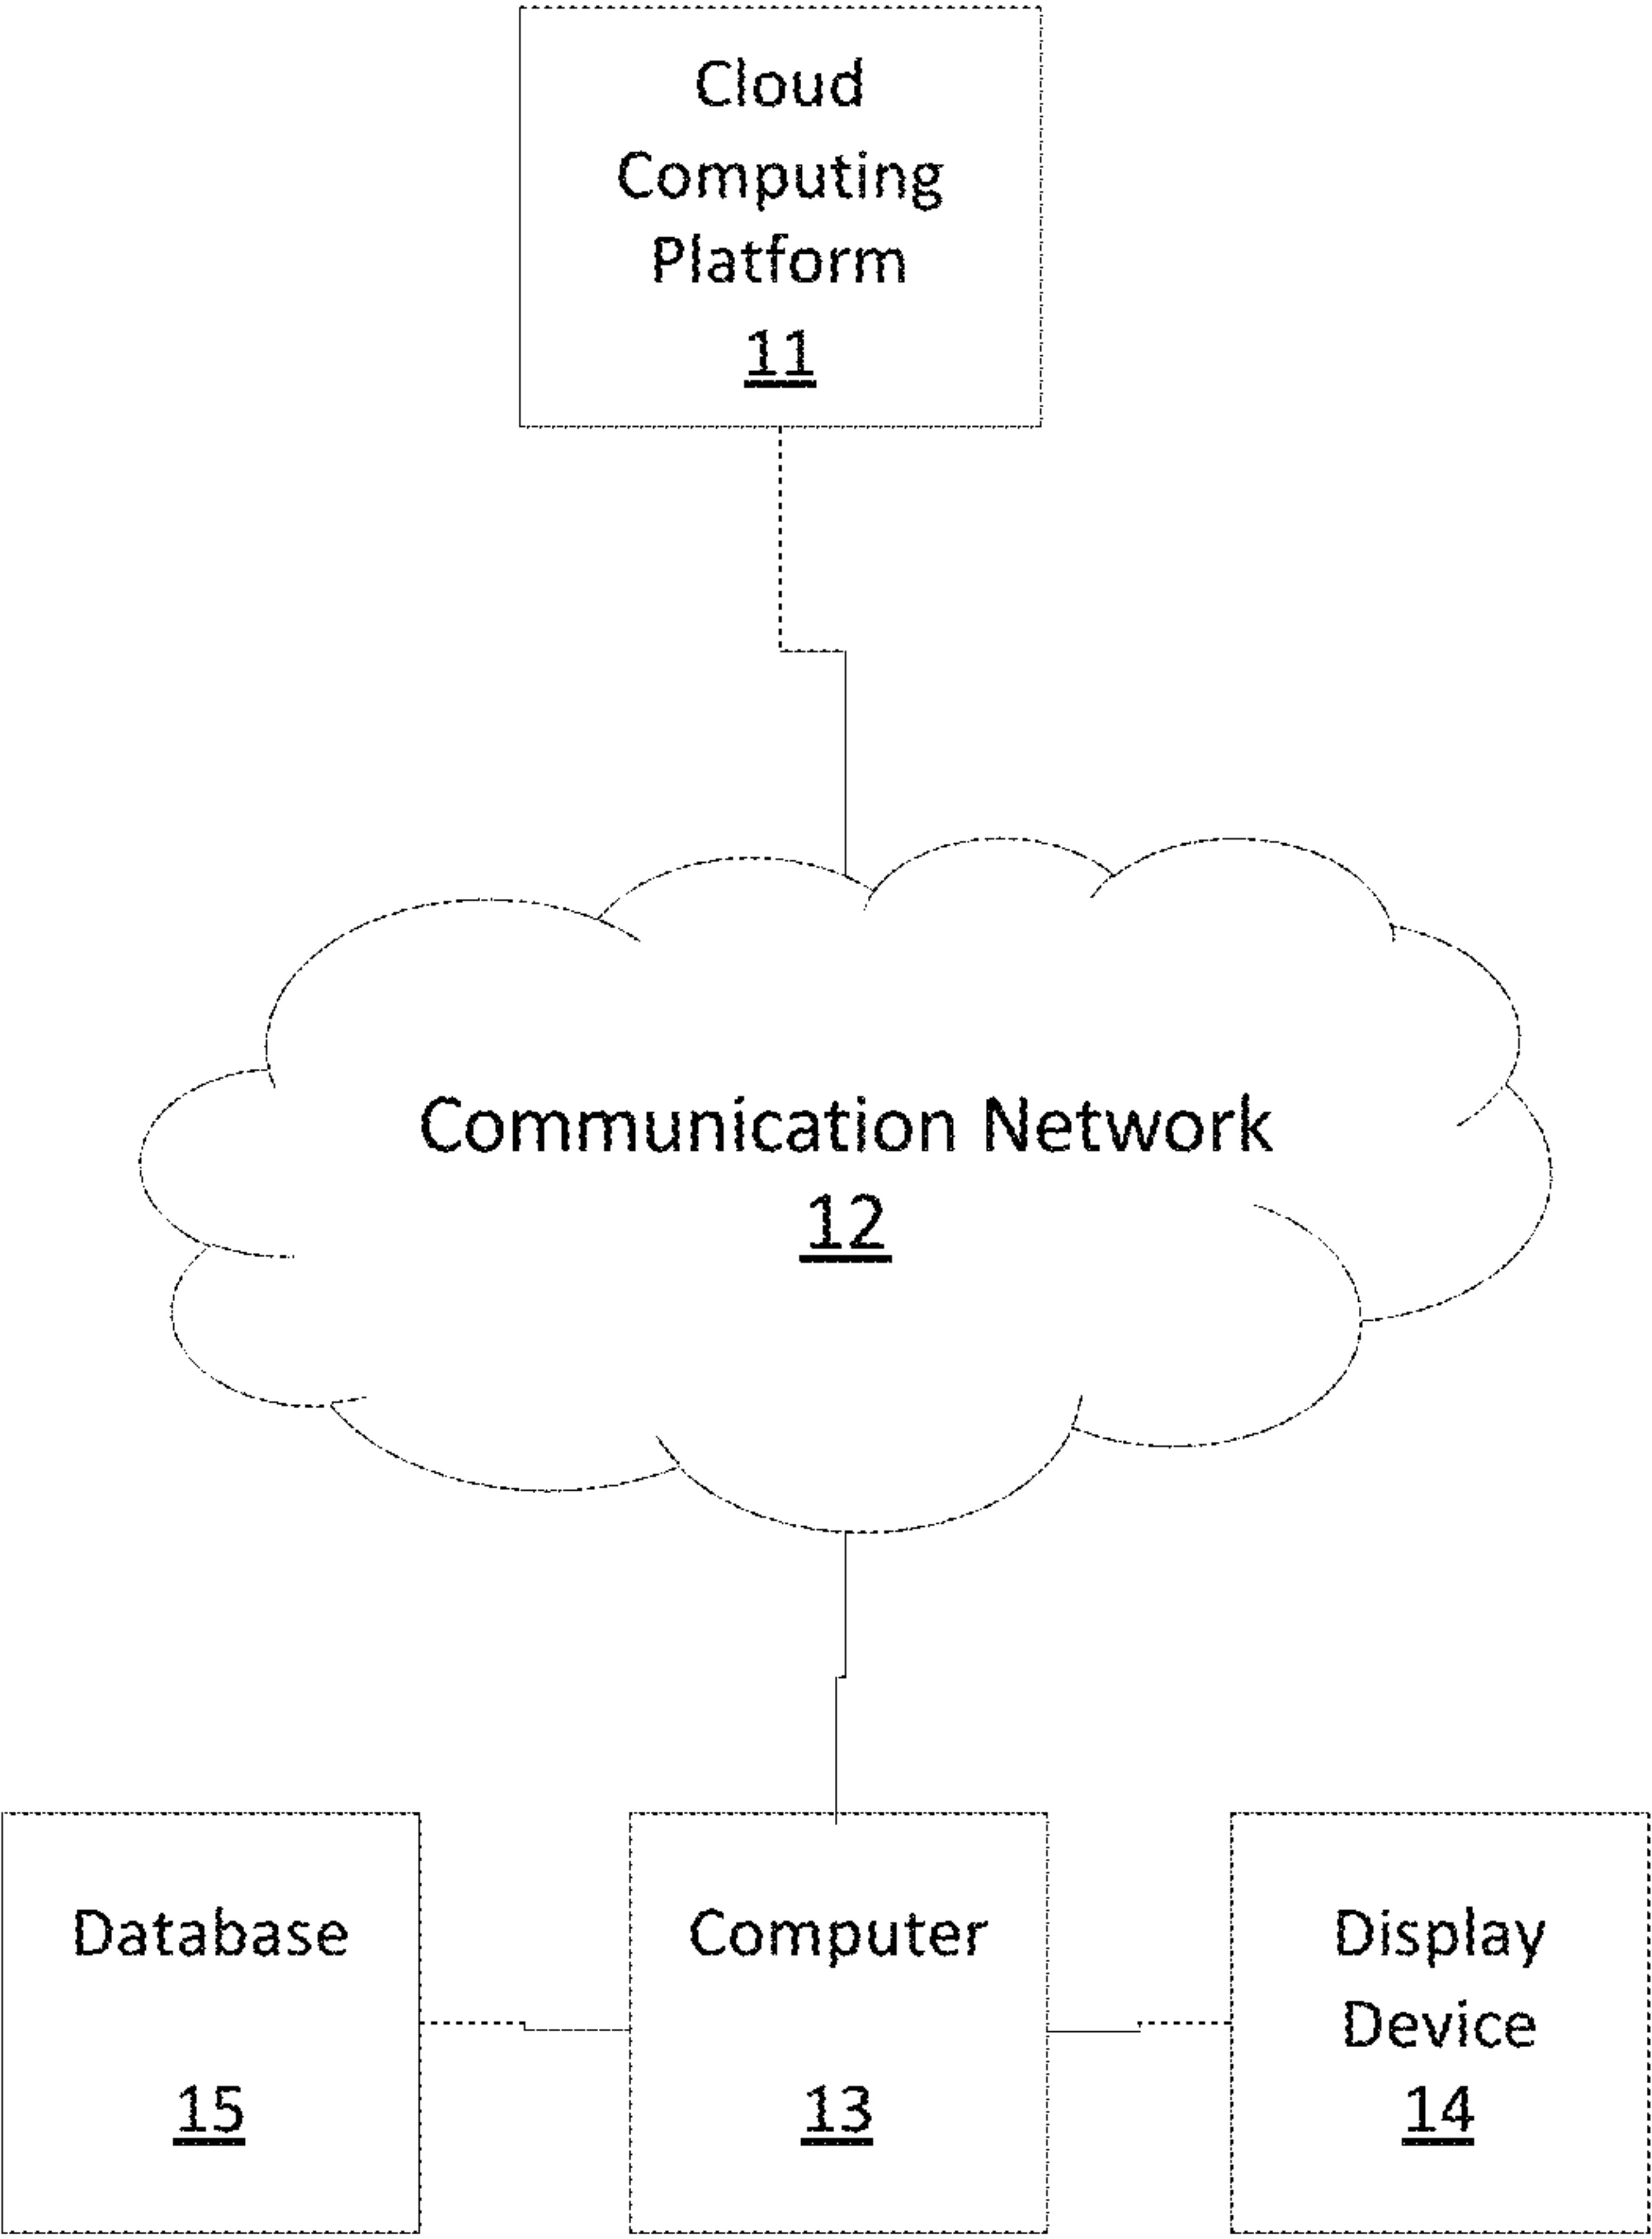 Cloud
Computing
Platform
11
Communication Network
12
Database
15
Computer
13
Display
Device
14